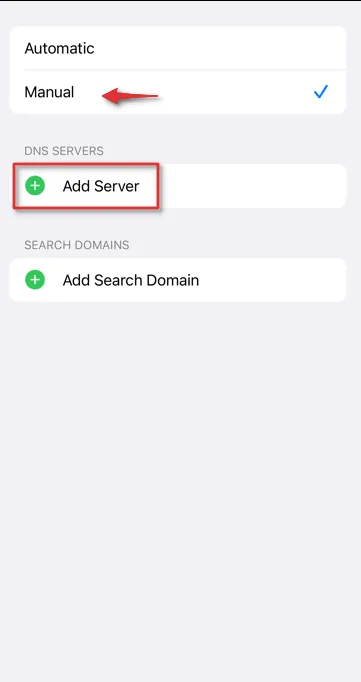 Automatic
Manual
DNS SERVERS
Add Server
SEARCH DOMAINS
Add Search Domain